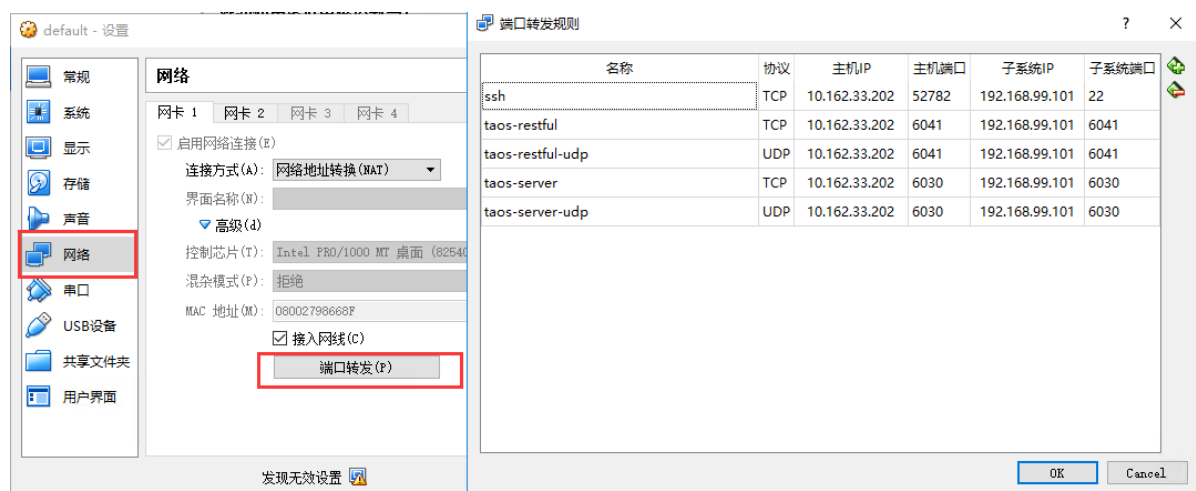 default - 设置
常规
系统
显示
存储
声音
网络
串口
USB设备
共享文件夹
用户界面
网络
网卡 1 网卡 2 网卡 3 网卡 4
启用网络连接(E)
连接方式(A): 网络地址转换(NAT)
界面名称(N):
高级(d)
控制芯片(T): Intel PRO/1000 MT 桌面 (82540
混杂模式(P): 拒绝
MAC 地址(M): 08002798668F
接入网线(C)
端口转发(P)
发现无效设置
端口转发规则 ? ×
名称 协议 主机IP 主机端口 子系统IP 子系统端口
ssh TCP 10.162.33.202 52782 192.168.99.101 22
taos-restful TCP 10.162.33.202 6041 192.168.99.101 6041
taos-restful-udp UDP 10.162.33.202 6041 192.168.99.101 6041
taos-server TCP 10.162.33.202 6030 192.168.99.101 6030
taos-server-udp UDP 10.162.33.202 6030 192.168.99.101 6030
OK Cancel